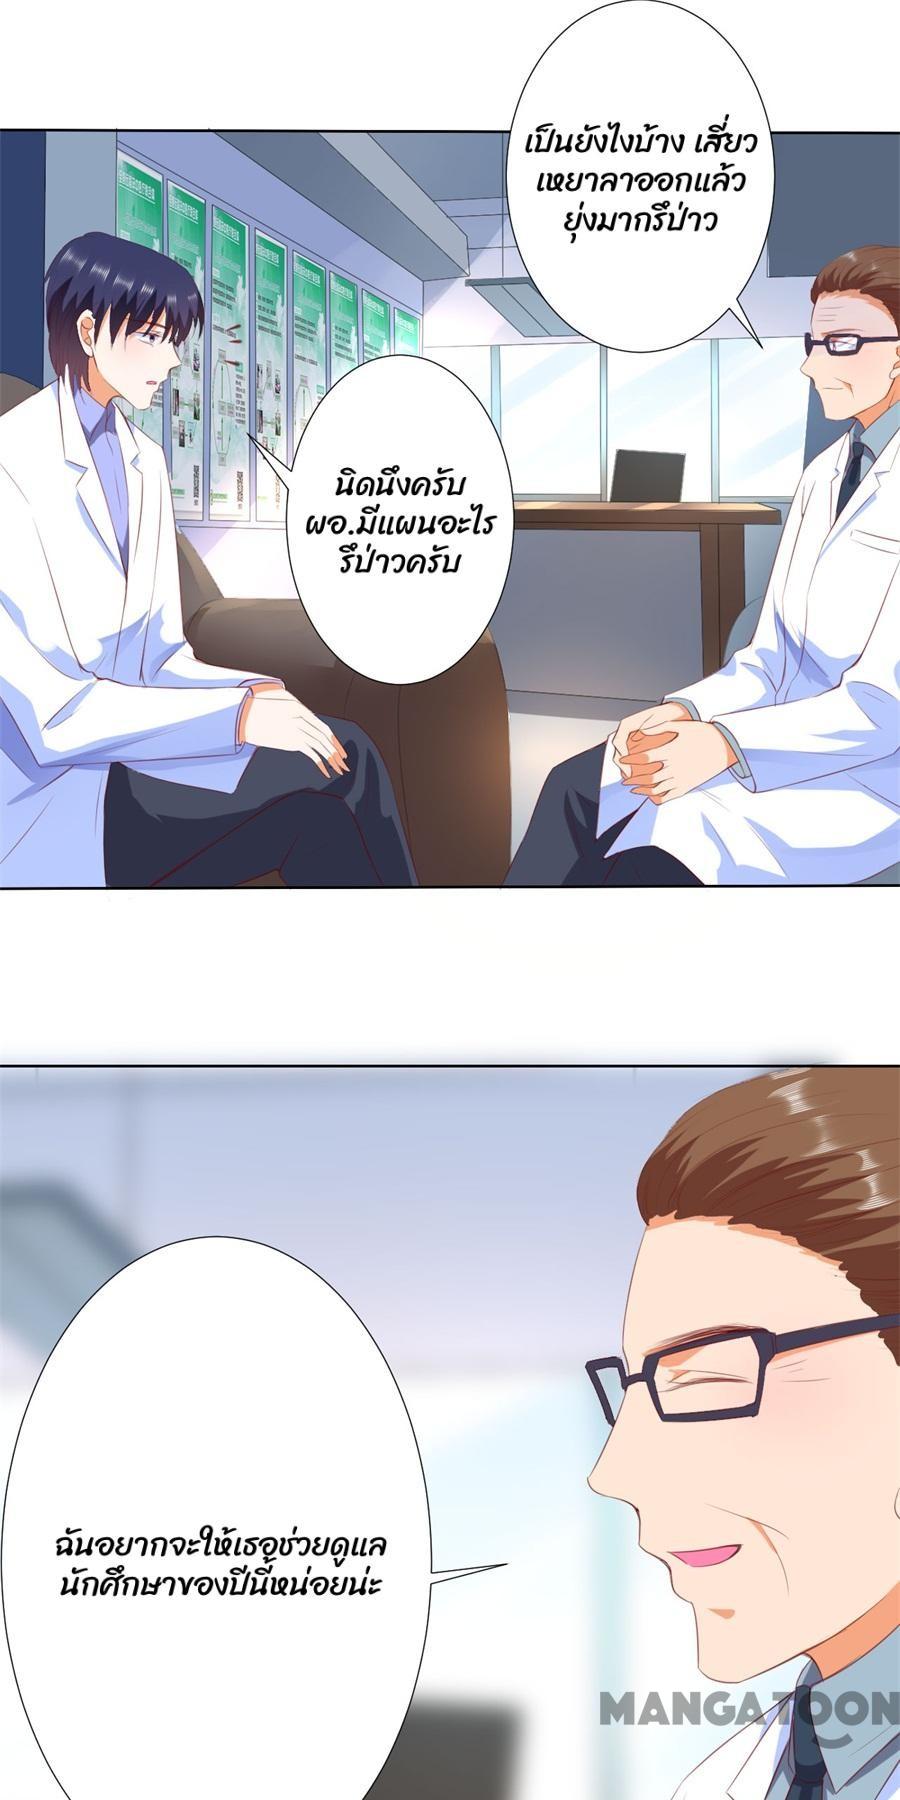 เป็นยังไงบ้าง เสี่ยว
เหยาลาออกแล้ว
ยุ่งมากรึป่าว
นิดนึงครับ
ผอ.มีแผนอะไร
รึป่าวครับ
ฉันอยากจะให้เธอช่วยดูแล
นักศึกษาของปีนี้หน่อยน่ะ
MANGATOON